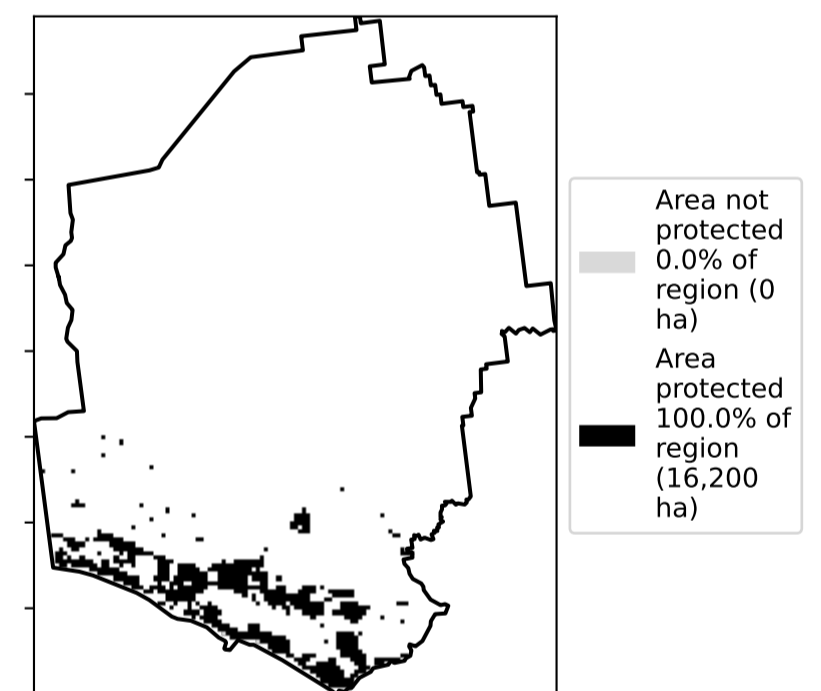 Area not
protected
0.0% of
region (0
ha)
Area
protected
100.0% of
region
(16,200
ha)